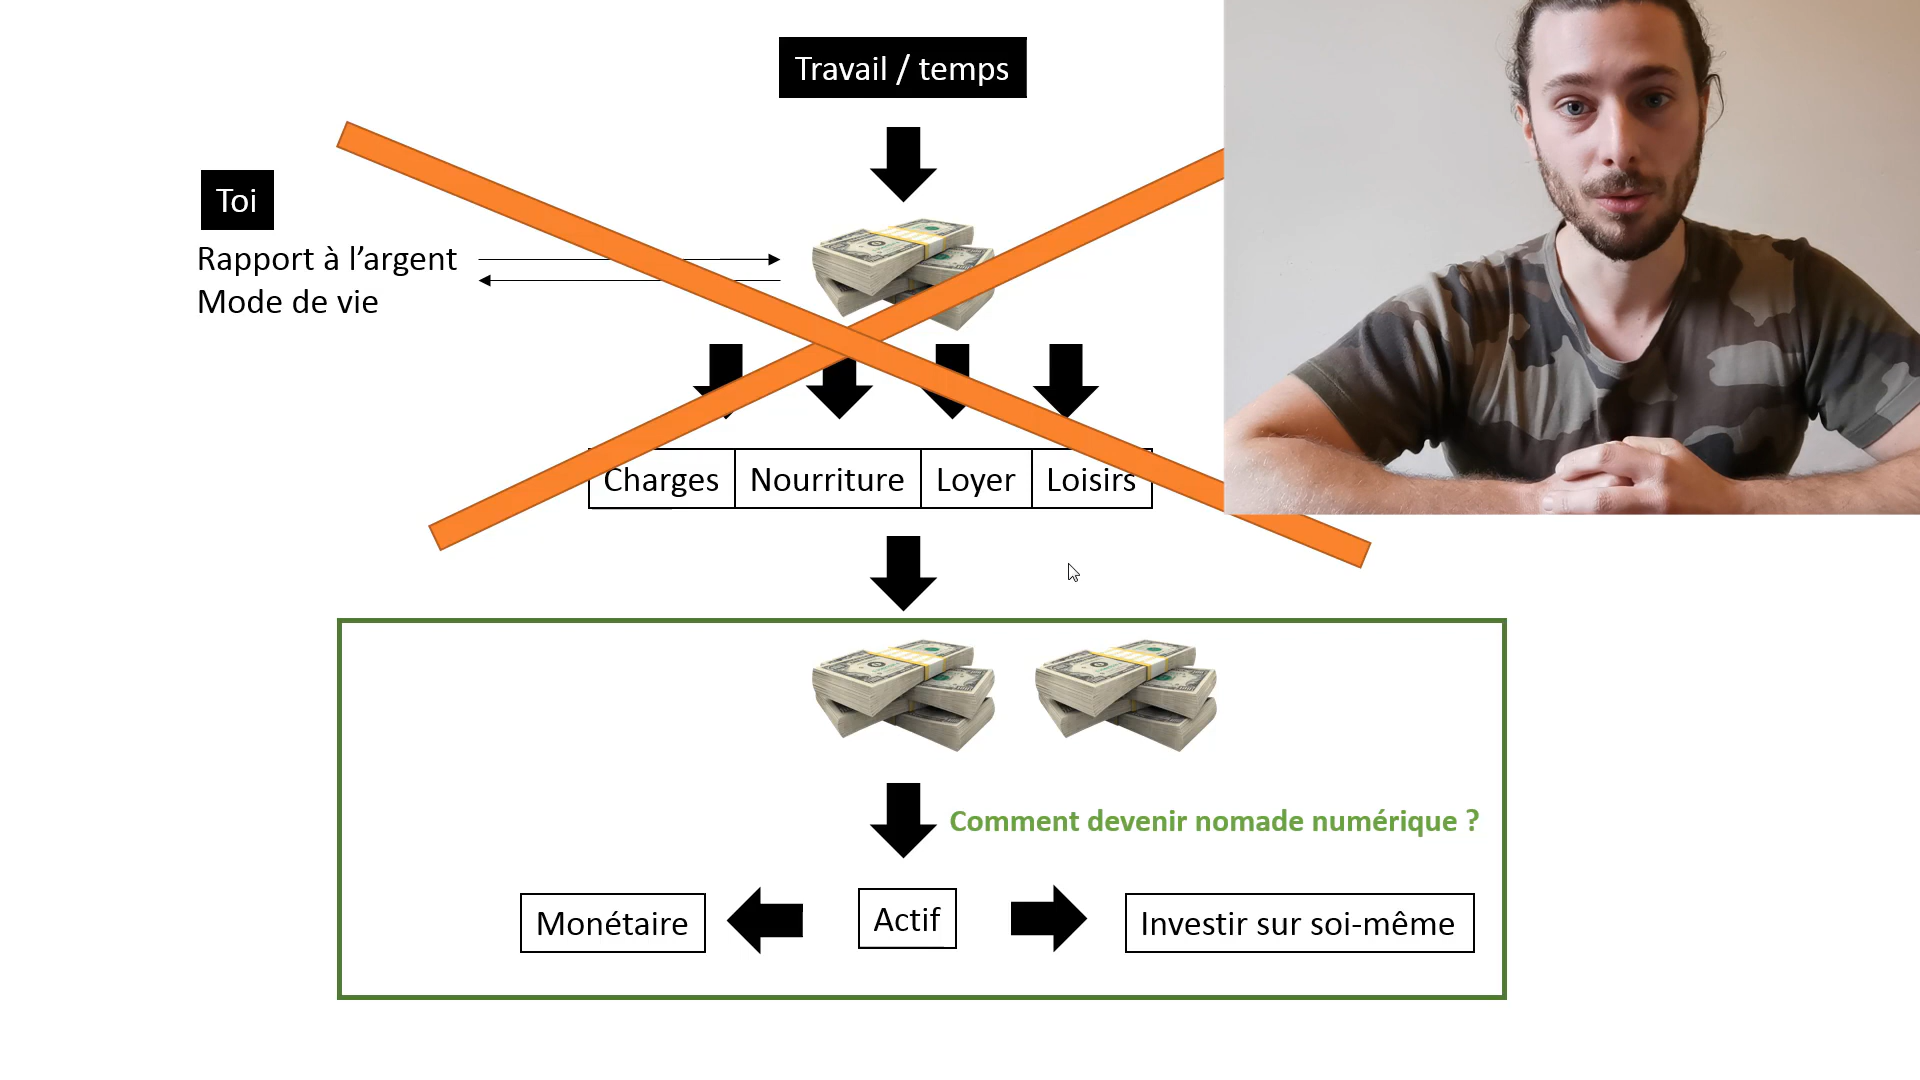 Travail / temps
Toi
Rapport à l’argent
Mode de vie
Charges
Nourriture
Loyer
Loisirs
Comment devenir nomade numérique ?
Monétaire
Actif
Investir sur soi-même